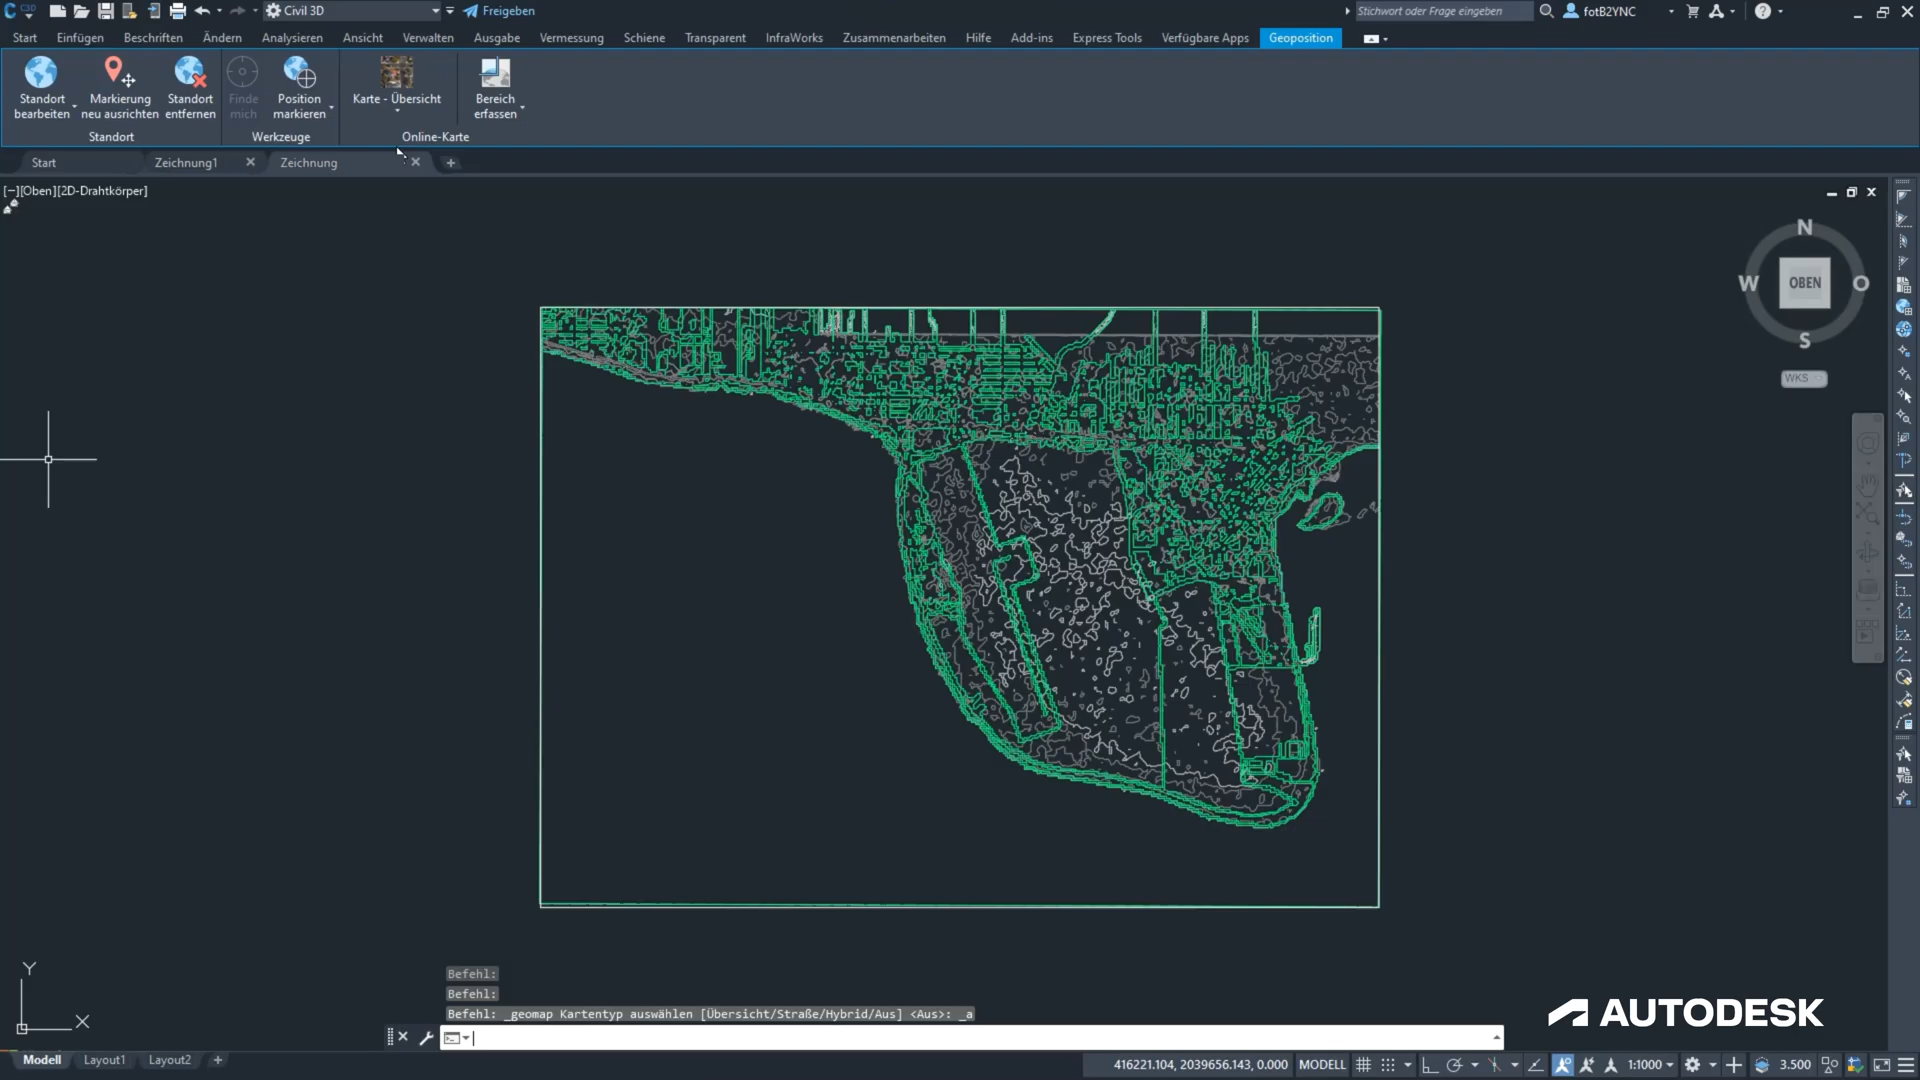 C3D
Civil 3D
Freigeben
Stichwort oder Frage eingeben
fotB2YNC
Start
Einfügen
Beschriften
Ändern
Analysieren
Ansicht
Verwalten
Ausgabe
Vermessung
Schiene
Transparent
InfraWorks
Zusammenarbeiten
Hilfe
Add-ins
Express Tools
Verfügbare Apps
Geoposition
Standort
bearbeiten
Markierung
neu ausrichten
Standort
entfernen
Finde
mich
Position
markieren
Karte - Übersicht
Bereich
erfassen
Standort
Werkzeuge
Online-Karte
Start
Zeichnung1
Zeichnung
[−][Oben][2D-Drahtkörper]
N
W
OBEN
O
S
WKS
Y
X
Befehl:
Befehl:
Befehl: _geomap Kartentyp auswählen [Übersicht/Straße/Hybrid/Aus] <Aus>: _a
AUTODESK
Modell
Layout1
Layout2
416221.104, 2039656.143, 0.000
MODELL
1:1000
3.500